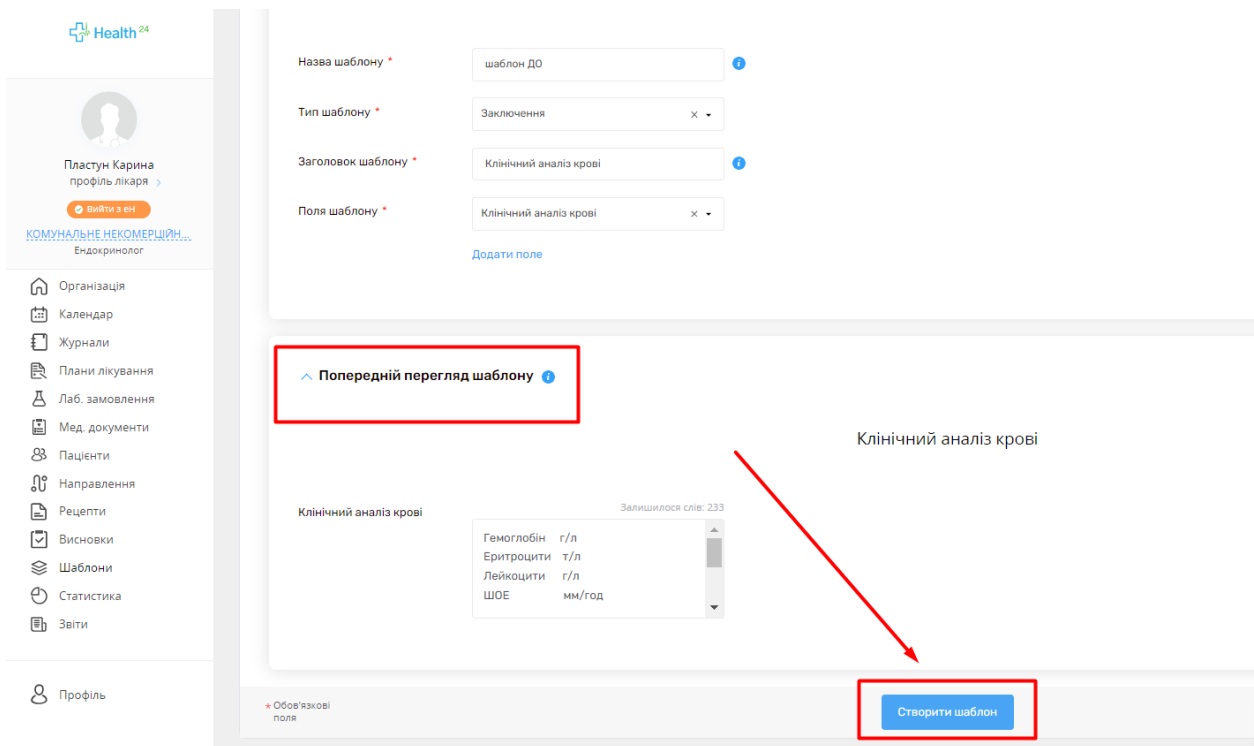 Health 24
Пластун Карина
профіль лікаря
Вийти з еН
КОМУНАЛЬНЕ НЕКОМЕРЦІЙН...
Ендокринолог
Організація
Календар
Журнали
Плани лікування
Лаб. замовлення
Мед. документи
Пацієнти
Направлення
Рецепти
Висновки
Шаблони
Статистика
Звіти
Профіль
Назва шаблону *
шаблон ДО
Тип шаблону *
Заключення
Заголовок шаблону *
Клінічний аналіз крові
Поля шаблону *
Клінічний аналіз крові
Додати поле
Попередній перегляд шаблону
Клінічний аналіз крові
Клінічний аналіз крові
Залишилося слів: 233
Гемоглобін г/л
Еритроцити т/л
Лейкоцити г/л
ШОЕ мм/год
* Обов'язкові
поля
Створити шаблон